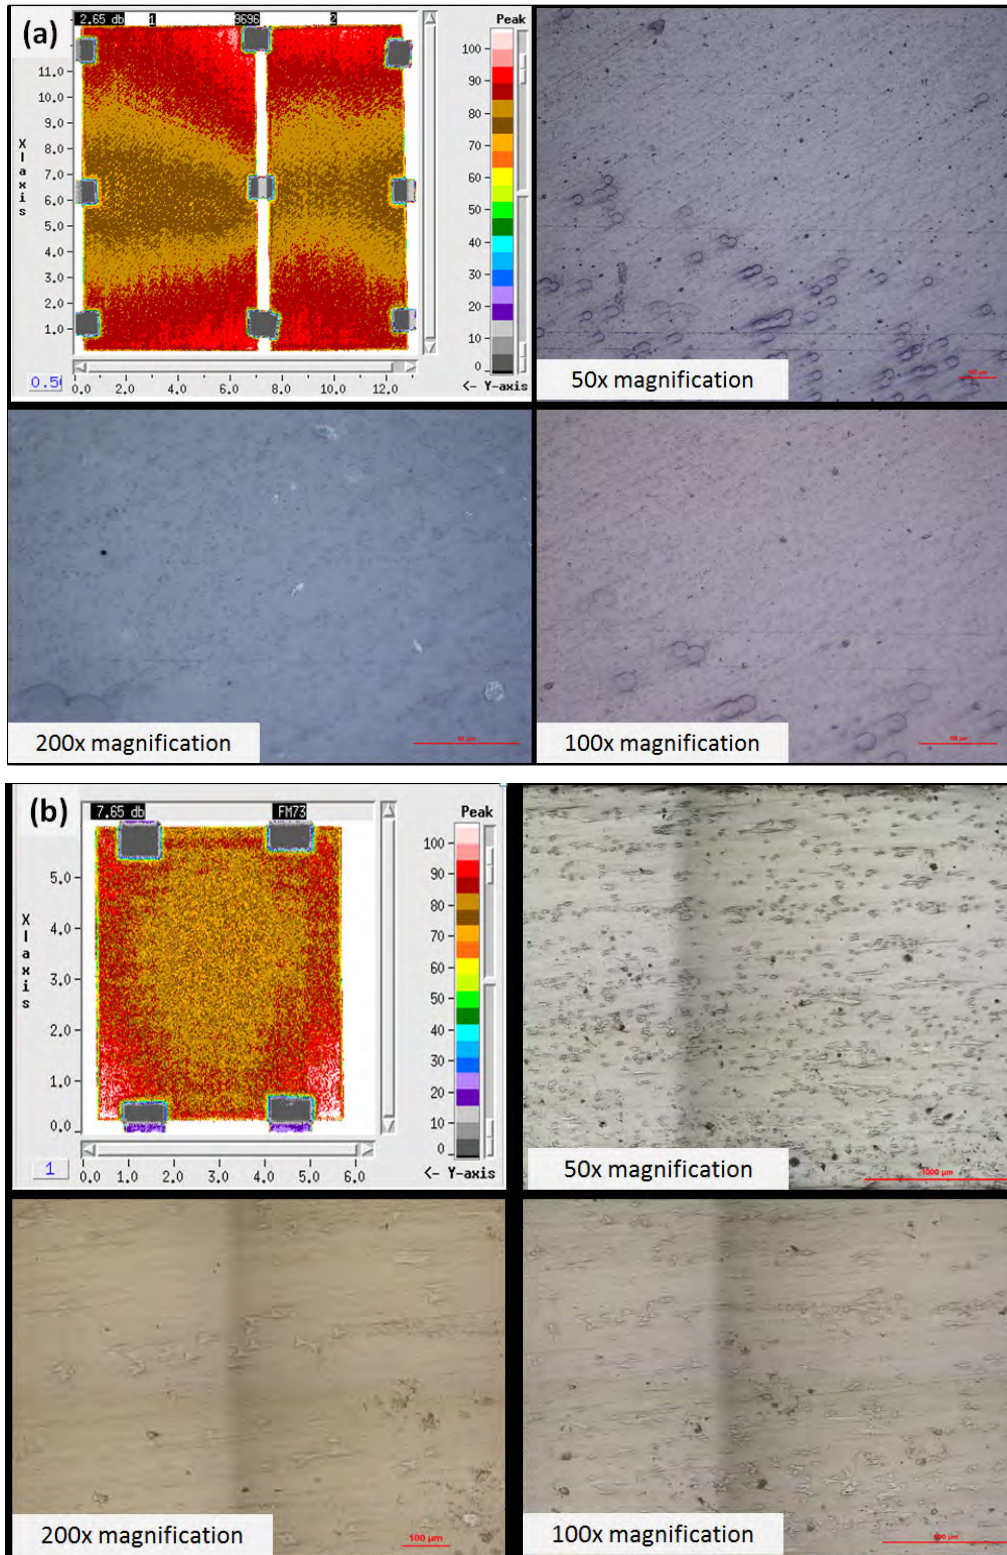 (a)
2.65 db 1 9696 2
Peak
100
90
80
70
60
50
40
30
20
10
0
11.0
10.0
9.0
8.0
7.0
6.0
5.0
4.0
3.0
2.0
1.0
X
axis
0.0 2.0 4.0 6.0 8.0 10.0 12.0
<- Y-axis
50x magnification
200x magnification
100x magnification
(b)
7.65 db FM73
Peak
100
90
80
70
60
50
40
30
20
10
0
5.0
4.0
3.0
2.0
1.0
0.0
X
axis
1
0.0 1.0 2.0 3.0 4.0 5.0 6.0
<- Y-axis
50x magnification
1000 µm
200x magnification
100 µm
100x magnification